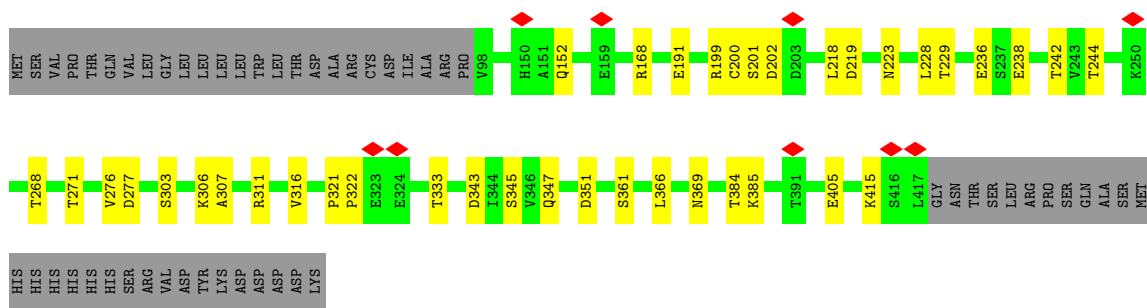 MET SER VAL PRO THR GLN VAL LEU GLY LEU LEU LEU LEU TRP LEU THR ASP ALA ARG CYS ASP ILE ALA ARG PRO V98 H150 A151 Q152 E159 R168 E191 R199 C200 S201 D202 D203 L218 D219 N223 L228 T229 E236 S237 E238 T242 V243 T244 K250
T268 T271 V276 D277 S303 K306 A307 R311 V316 P321 P322 E323 E324 T333 D343 I344 S345 V346 Q347 D351 S361 L366 N369 T384 K385 T391 E405 K415 S416 L417 GLY ASN THR SER LEU ARG PRO SER GLN ALA SER MET
HIS HIS HIS HIS HIS HIS SER ARG VAL ASP TYR LYS ASP ASP ASP ASP LYS